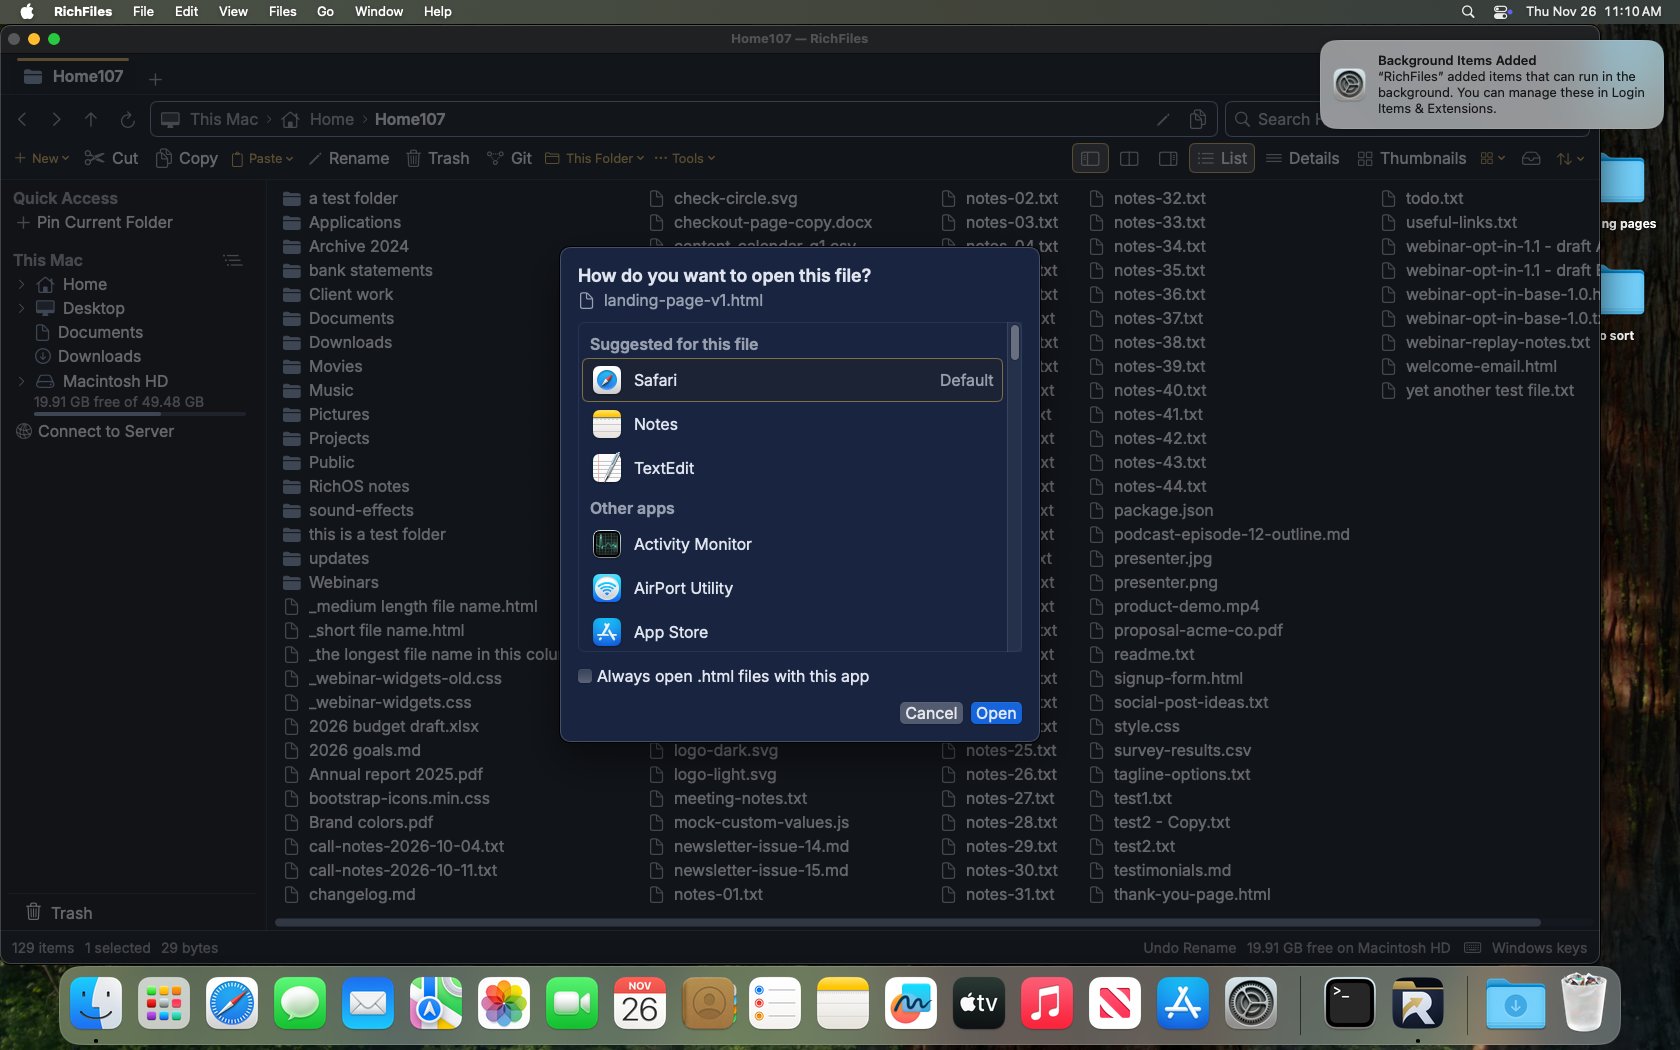 RichFiles File Edit View Files Go Window Help
Thu Nov 26 11:10 AM
Home107 — RichFiles
Background Items Added
“RichFiles” added items that can run in the background. You can manage these in Login Items & Extensions.
Home107
This Mac > Home > Home107
Search
New Cut Copy Paste Rename Trash Git This Folder Tools
List Details Thumbnails
ng pages
o sort
Quick Access
Pin Current Folder
This Mac
Home
Desktop
Documents
Downloads
Macintosh HD
19.91 GB free of 49.48 GB
Connect to Server
Trash
a test folder
Applications
Archive 2024
bank statements
Client work
Documents
Downloads
Movies
Music
Pictures
Projects
Public
RichOS notes
sound-effects
this is a test folder
updates
Webinars
_medium length file name.html
_short file name.html
_the longest file name in this colu
_webinar-widgets-old.css
_webinar-widgets.css
2026 budget draft.xlsx
2026 goals.md
Annual report 2025.pdf
bootstrap-icons.min.css
Brand colors.pdf
call-notes-2026-10-04.txt
call-notes-2026-10-11.txt
changelog.md
check-circle.svg
checkout-page-copy.docx
logo-dark.svg
logo-light.svg
meeting-notes.txt
mock-custom-values.js
newsletter-issue-14.md
newsletter-issue-15.md
notes-01.txt
notes-02.txt
notes-03.txt
notes-25.txt
notes-26.txt
notes-27.txt
notes-28.txt
notes-29.txt
notes-30.txt
notes-31.txt
notes-32.txt
notes-33.txt
notes-34.txt
notes-35.txt
notes-36.txt
notes-37.txt
notes-38.txt
notes-39.txt
notes-40.txt
notes-41.txt
notes-42.txt
notes-43.txt
notes-44.txt
package.json
podcast-episode-12-outline.md
presenter.jpg
presenter.png
product-demo.mp4
proposal-acme-co.pdf
readme.txt
signup-form.html
social-post-ideas.txt
style.css
survey-results.csv
tagline-options.txt
test1.txt
test2 - Copy.txt
test2.txt
testimonials.md
thank-you-page.html
todo.txt
useful-links.txt
webinar-opt-in-1.1 - draft
webinar-opt-in-1.1 - draft
webinar-opt-in-base-1.0.h
webinar-opt-in-base-1.0.t
webinar-replay-notes.txt
welcome-email.html
yet another test file.txt
How do you want to open this file?
landing-page-v1.html
Suggested for this file
Safari Default
Notes
TextEdit
Other apps
Activity Monitor
AirPort Utility
App Store
Always open .html files with this app
Cancel Open
129 items 1 selected 29 bytes
Undo Rename 19.91 GB free on Macintosh HD Windows keys
NOV
26
tv